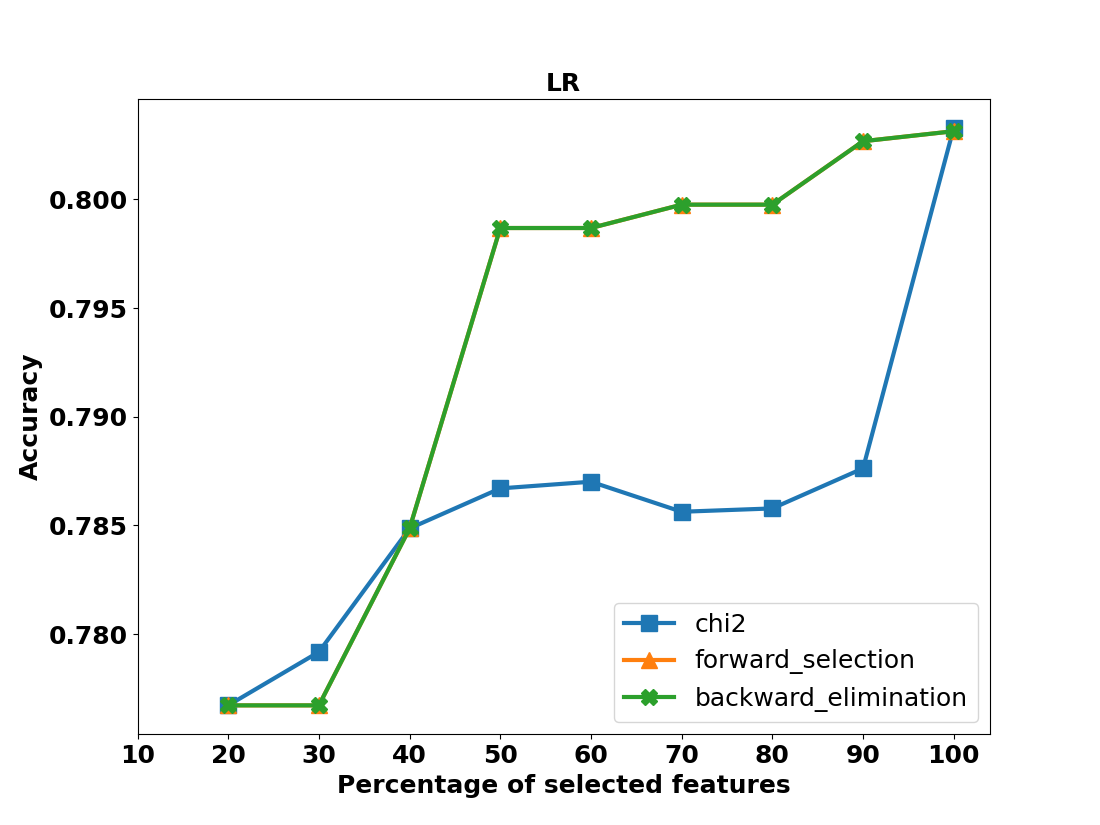 LR
0.800
0.795
0.790
0.785
0.780
Accuracy
10 20 30 40 50 60 70 80 90 100
Percentage of selected features
chi2
forward_selection
backward_elimination